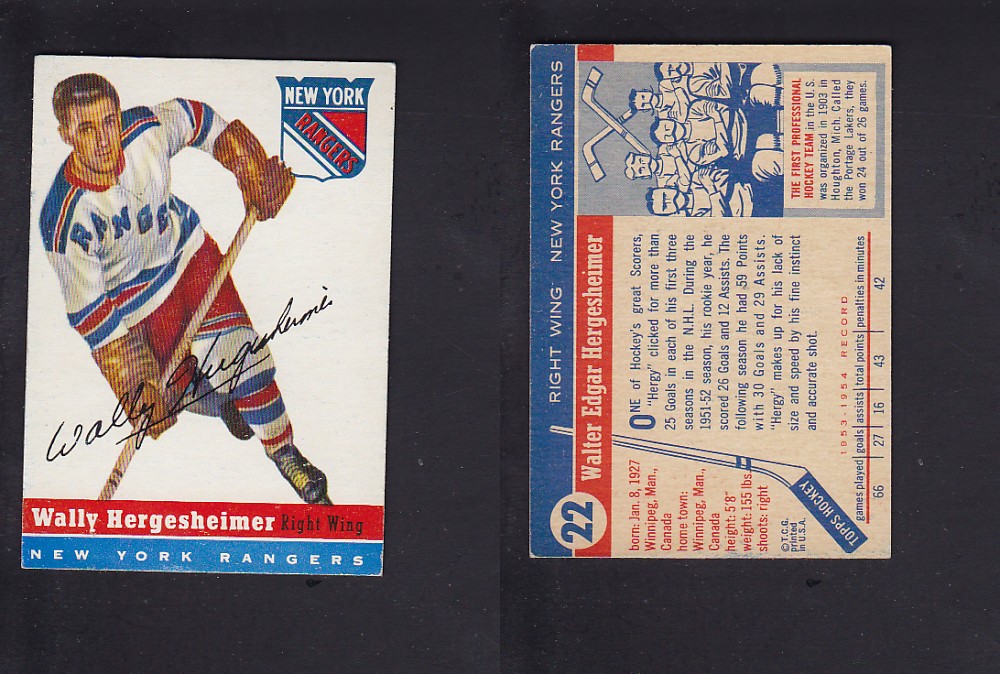 NEW YORK
RANGERS
RANGERS
Wally Hergesheimer
Wally Hergesheimer Right Wing
NEW YORK RANGERS
RIGHT WING NEW YORK RANGERS
22 Walter Edgar Hergesheimer
born: Jan. 8, 1927
Winnipeg, Man.,
Canada
home town:
Winnipeg, Man.,
Canada
height: 5'8"
weight: 155 lbs.
shoots: right
© T.C.G.
printed
in U.S.A.
TOPPS HOCKEY
ONE of Hockey's great Scorers,
"Hergy" clicked for more than
25 Goals in each of his first three
seasons in the N.H.L. During the
1951-52 season, his rookie year, he
scored 26 Goals and 12 Assists. The
following season he had 59 Points
with 30 Goals and 29 Assists.
"Hergy" makes up for his lack of
size and speed by his fine instinct
and accurate shot.
1953-1954 RECORD
games played goals assists total points penalties in minutes
66 27 16 43 42
THE FIRST PROFESSIONAL
HOCKEY TEAM in the U.S.
was organized in 1903 in
Houghton, Mich. Called
the Portage Lakers, they
won 24 out of 26 games.